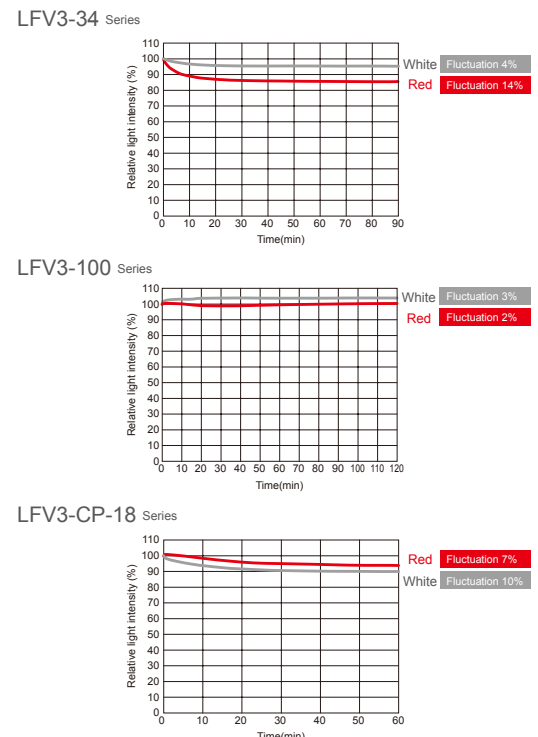 LFV3-34 Series
Relative light intensity (%)
110
100
90
80
70
60
50
40
30
20
10
0
0 10 20 30 40 50 60 70 80 90
Time(min)
White Fluctuation 4%
Red Fluctuation 14%
LFV3-100 Series
Relative light intensity (%)
110
100
90
80
70
60
50
40
30
20
10
0
0 10 20 30 40 50 60 70 80 90 100 110 120
Time(min)
White Fluctuation 3%
Red Fluctuation 2%
LFV3-CP-18 Series
Relative light intensity (%)
110
100
90
80
70
60
50
40
30
20
10
0
0 10 20 30 40 50 60
Time(min)
Red Fluctuation 7%
White Fluctuation 10%